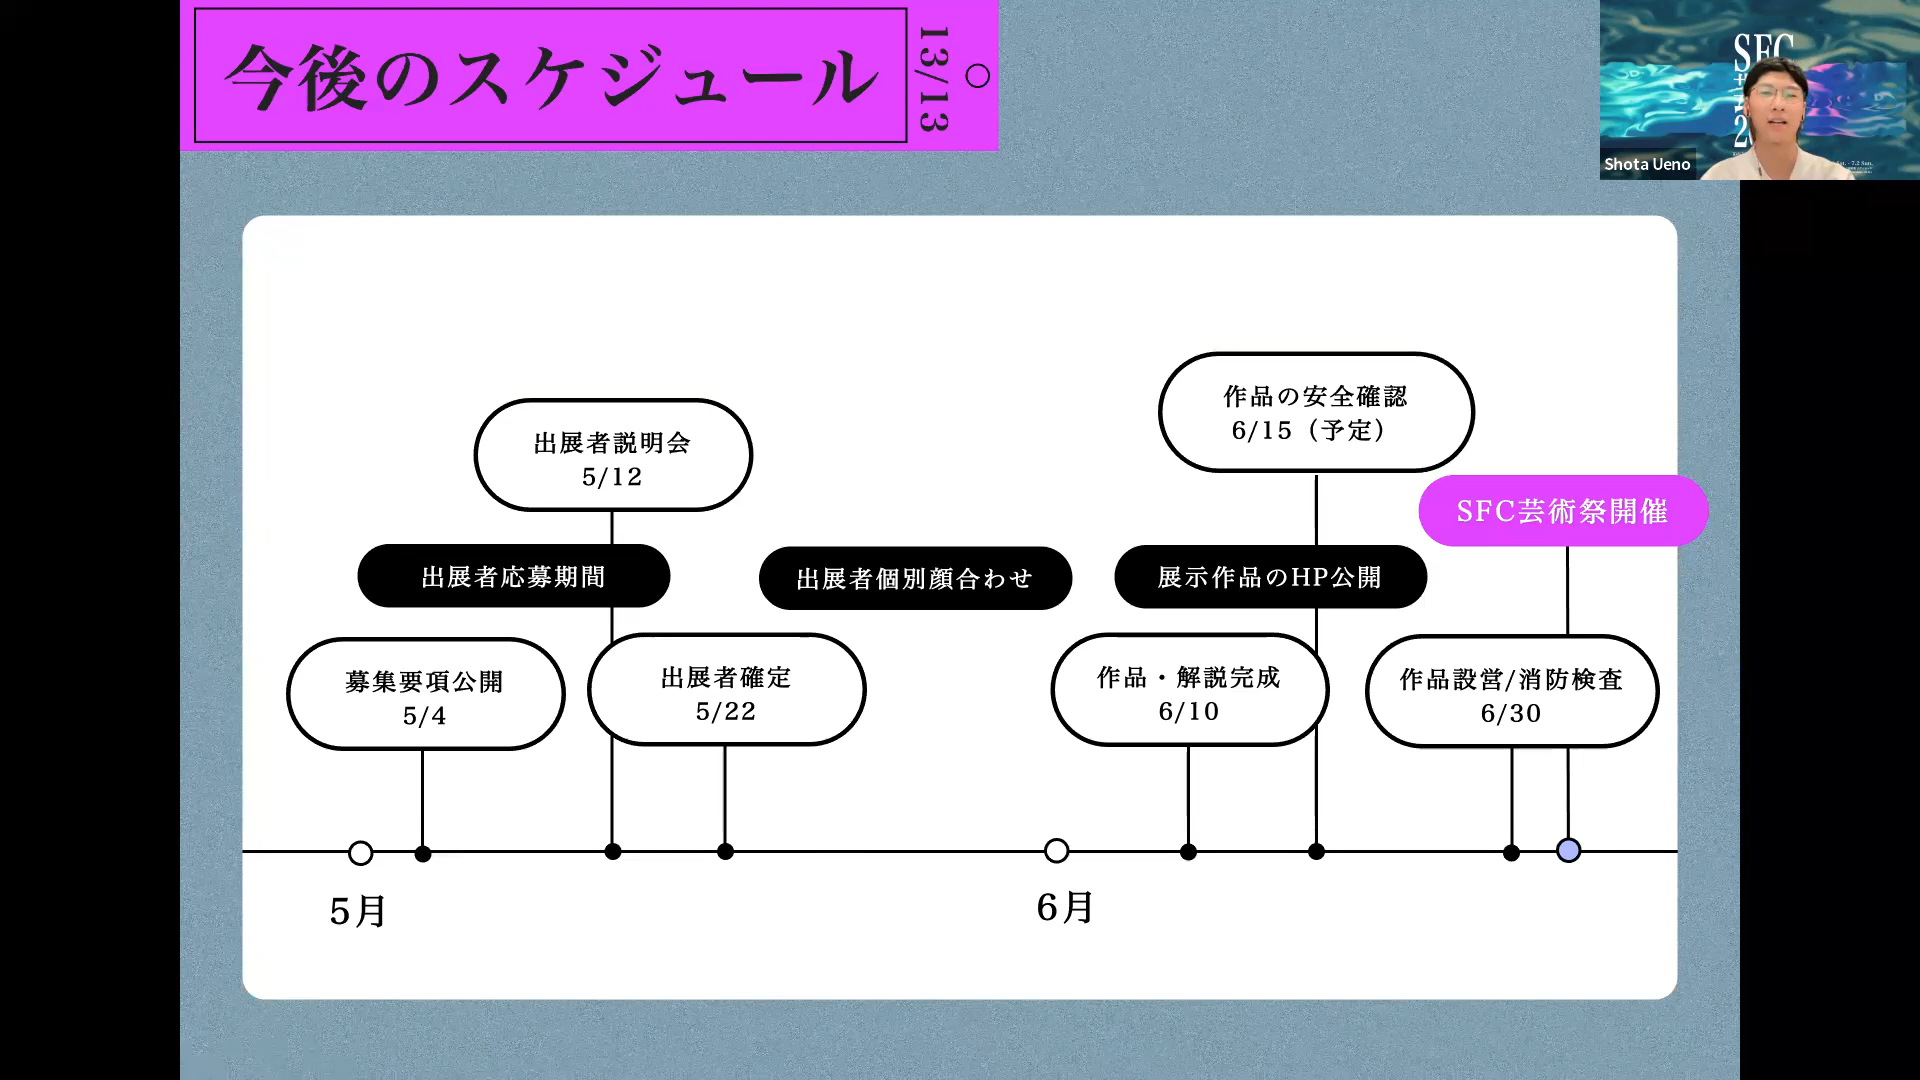 今後のスケジュール
13/13
SFC
2
Shota Ueno
出展者説明会
5/12
作品の安全確認
6/15（予定）
SFC芸術祭開催
出展者応募期間
出展者個別顔合わせ
展示作品のHP公開
募集要項公開
5/4
出展者確定
5/22
作品・解説完成
6/10
作品設営/消防検査
6/30
5月
6月